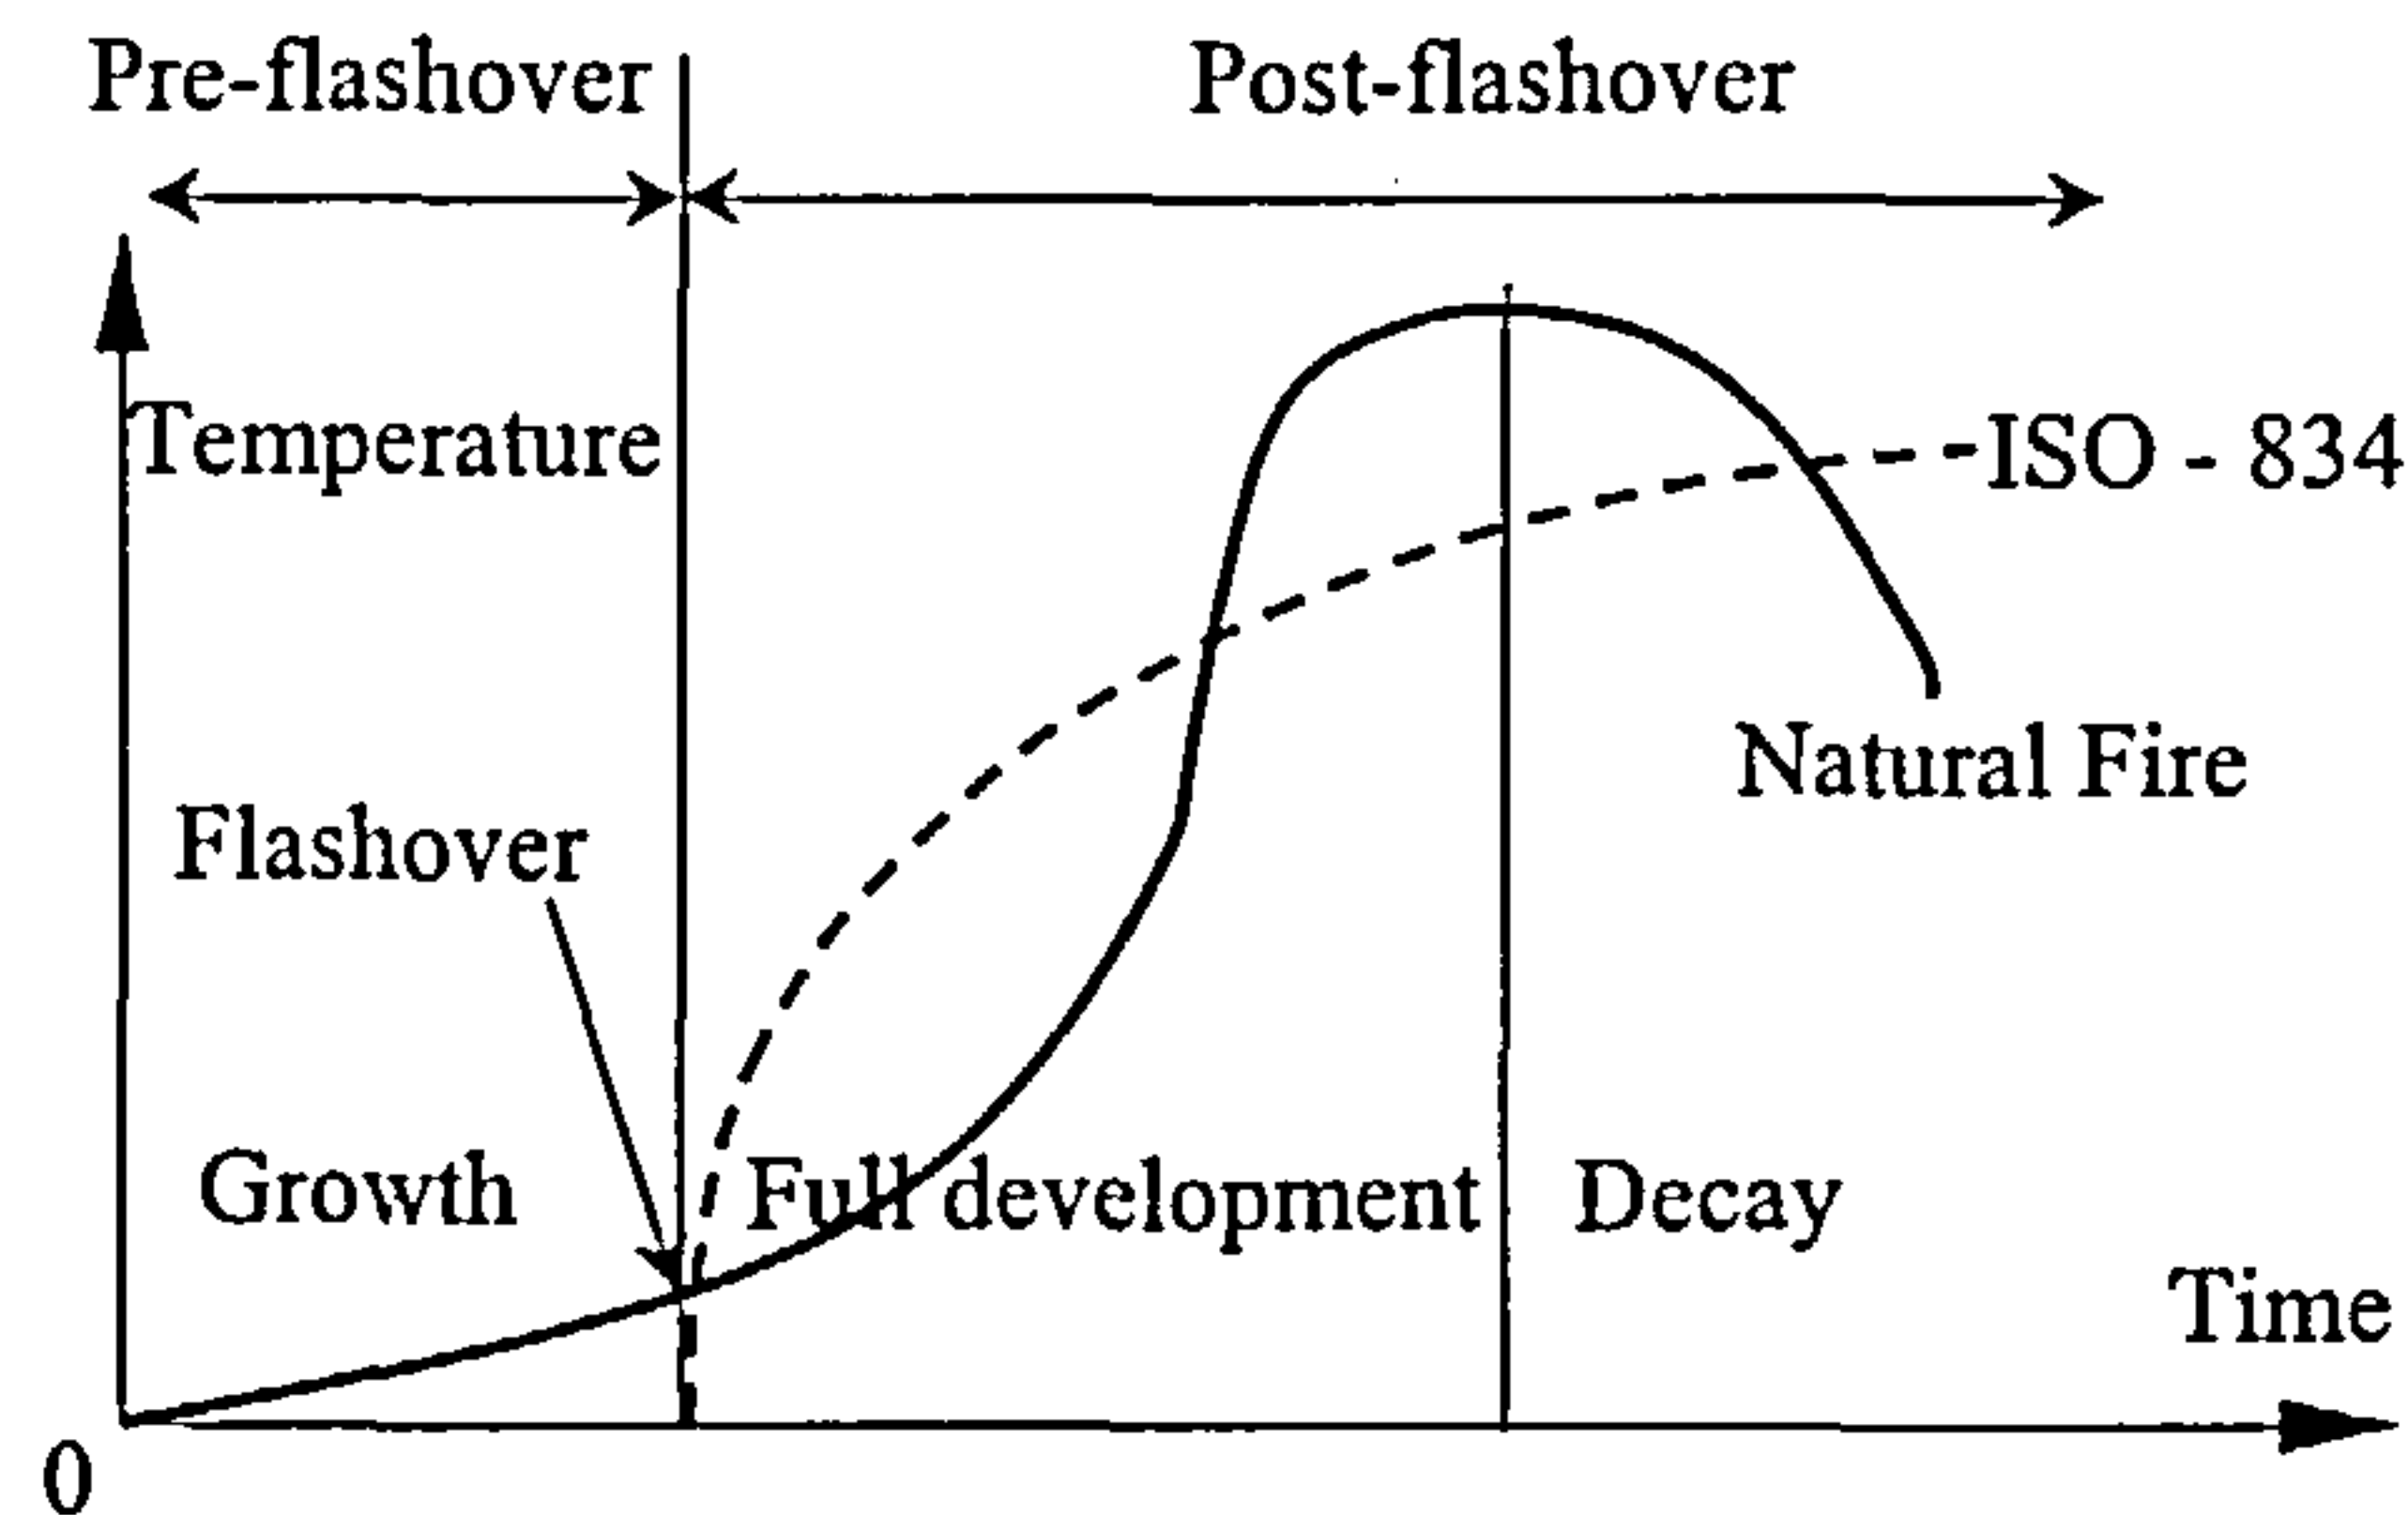 Pre-flashover
Post-flashover
Temperature
ISO - 834
Natural Fire
Flashover
Growth
Full development
Decay
Time
0